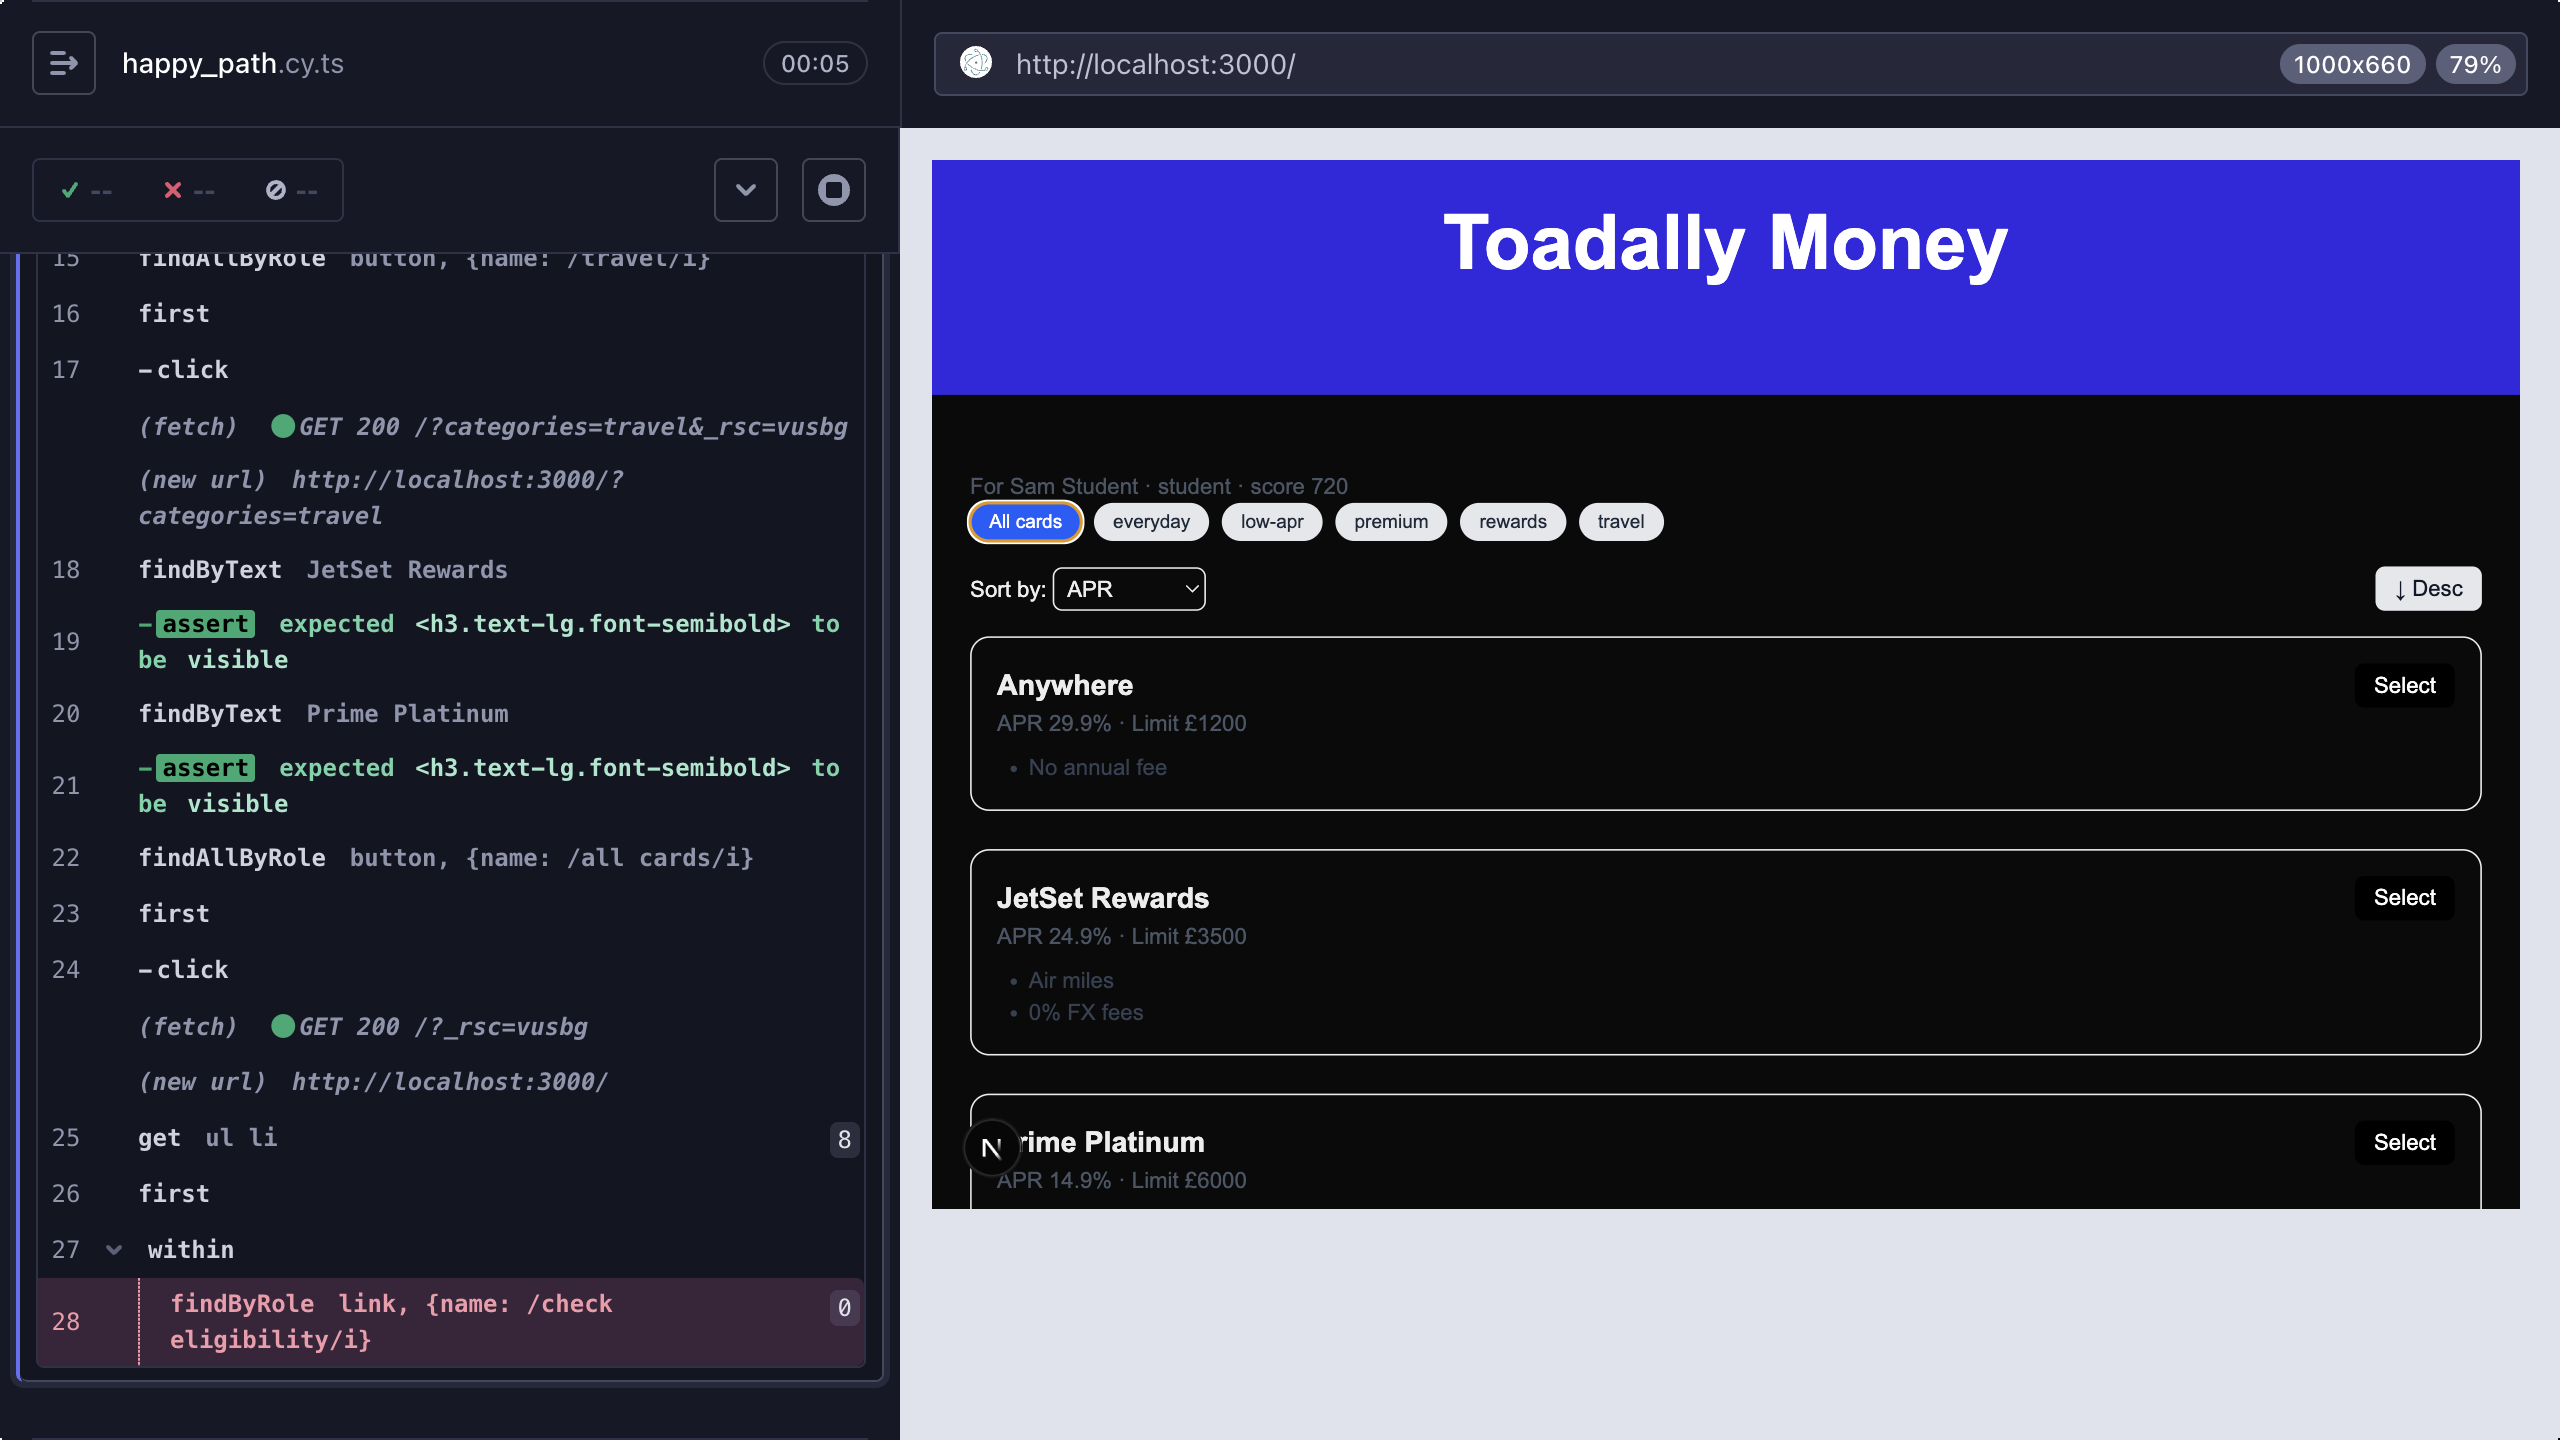 happy_path.cy.ts
00:05
--
--
--
15 findAllByRole button, {name: /travel/i}
16 first
17 -click
(fetch) GET 200 /?categories=travel&_rsc=vusbg
(new url) http://localhost:3000/?
categories=travel
18 findByText JetSet Rewards
19 -assert expected <h3.text-lg.font-semibold> to
be visible
20 findByText Prime Platinum
21 -assert expected <h3.text-lg.font-semibold> to
be visible
22 findAllByRole button, {name: /all cards/i}
23 first
24 -click
(fetch) GET 200 /?_rsc=vusbg
(new url) http://localhost:3000/
25 get ul li 8
26 first
27 within
28 findByRole link, {name: /check 0
eligibility/i}
http://localhost:3000/
1000x660
79%
Toadally Money
For Sam Student · student · score 720
All cards everyday low-apr premium rewards travel
Sort by: APR
↓ Desc
Anywhere
Select
APR 29.9% · Limit £1200
• No annual fee
JetSet Rewards
Select
APR 24.9% · Limit £3500
• Air miles
• 0% FX fees
N
rime Platinum
Select
APR 14.9% · Limit £6000